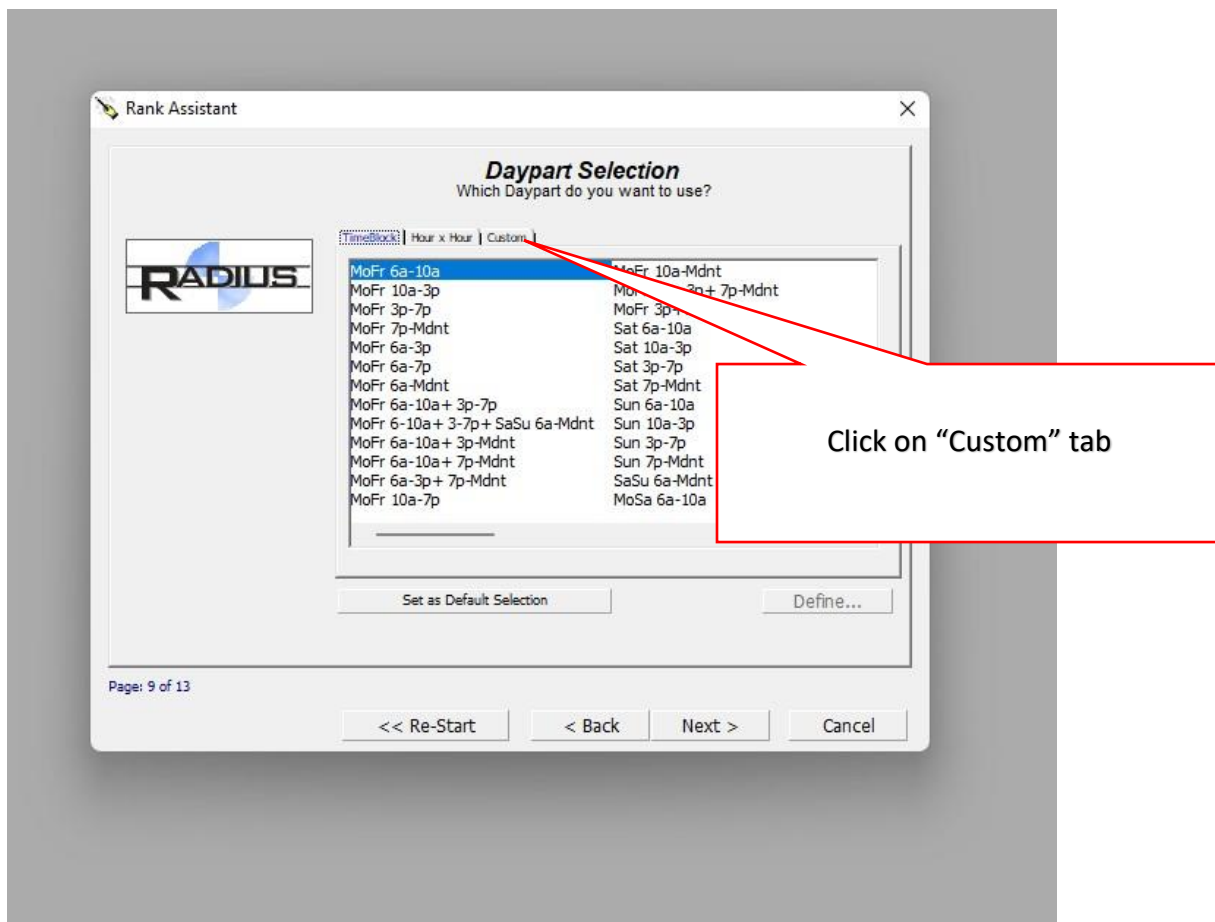 Rank Assistant
Daypart Selection
Which Daypart do you want to use?
TimeBlock Hour x Hour Custom
RADIUS
MoFr 6a-10a
MoFr 10a-3p
MoFr 3p-7p
MoFr 7p-Mdnt
MoFr 6a-3p
MoFr 6a-7p
MoFr 6a-Mdnt
MoFr 6a-10a+ 3p-7p
MoFr 6-10a+ 3-7p+ SaSu 6a-Mdnt
MoFr 6a-10a+ 3p-Mdnt
MoFr 6a-10a+ 7p-Mdnt
MoFr 6a-3p+ 7p-Mdnt
MoFr 10a-7p
MoFr 10a-Mdnt
7p-Mdnt
MoFr
Sat 6a-10a
Sat 10a-3p
Sat 3p-7p
Sat 7p-Mdnt
Sun 6a-10a
Sun 10a-3p
Sun 3p-7p
Sun 7p-Mdnt
SaSu 6a-Mdnt
MoSa 6a-10a
Click on “Custom” tab
Set as Default Selection
Define...
Page: 9 of 13
<< Re-Start
< Back
Next >
Cancel